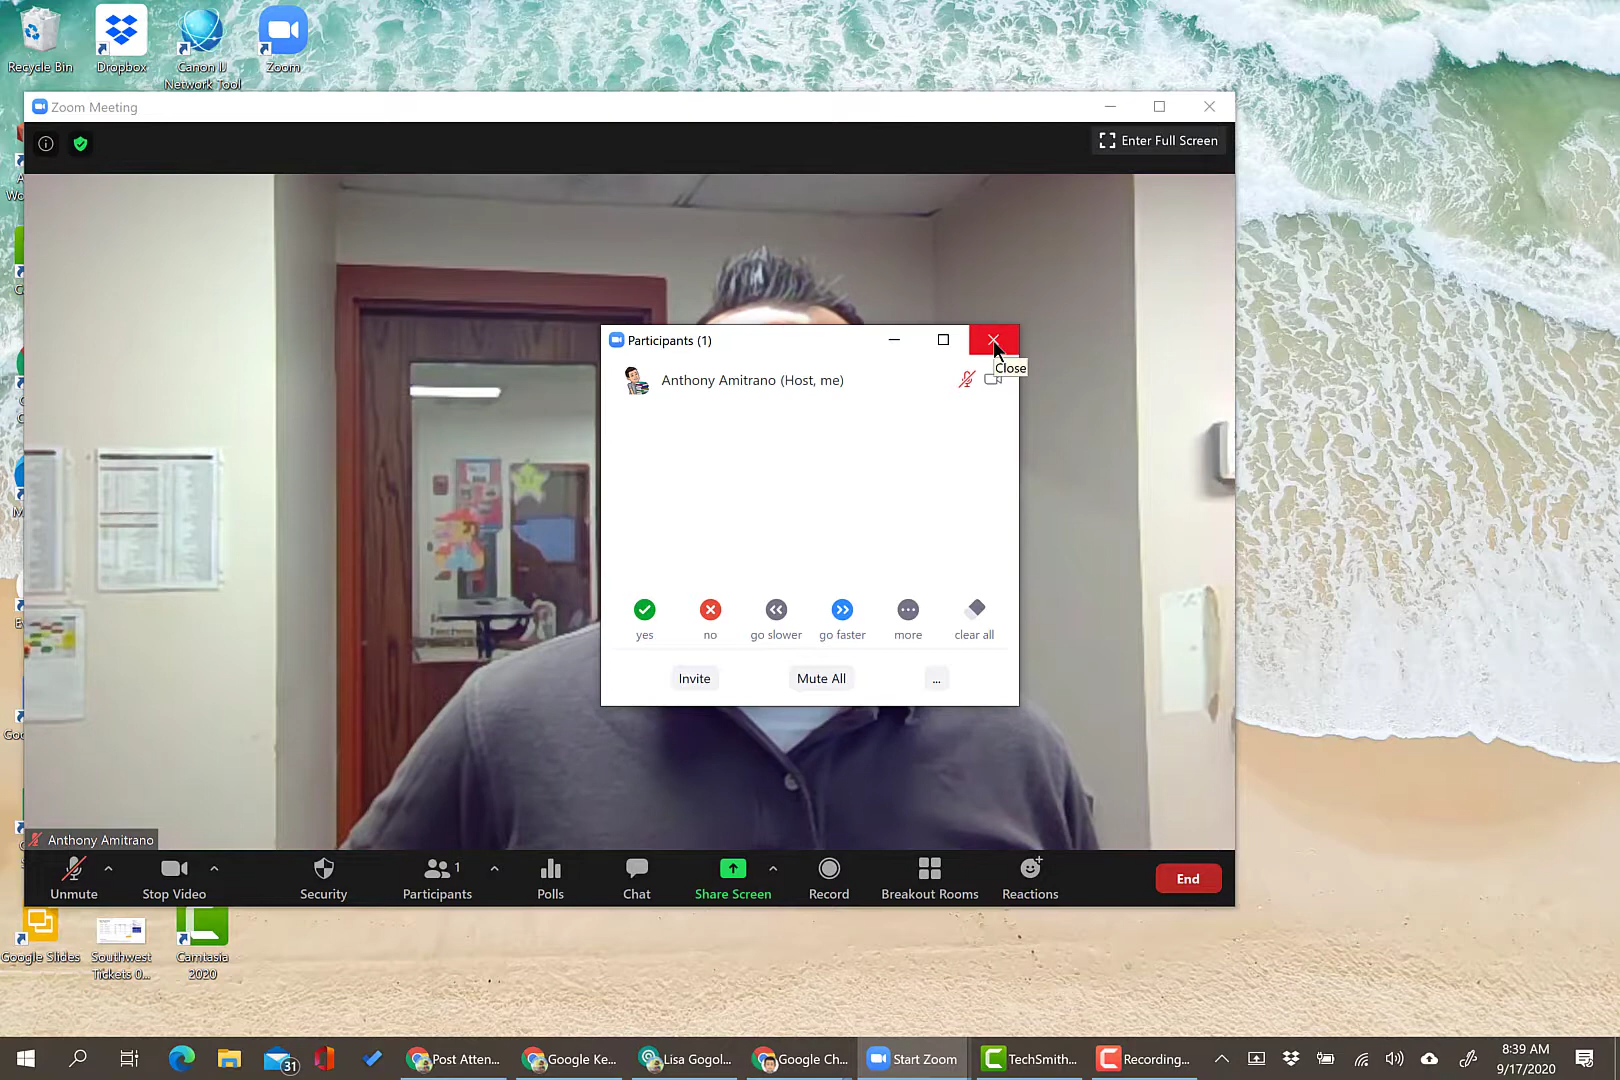 Recycle Bin
Dropbox
Canon IJ
Network Tool
Zoom
Zoom Meeting
Enter Full Screen
Participants (1)
Close
Anthony Amitrano (Host, me)
yes
no
go slower
go faster
more
clear all
Invite
Mute All
...
Anthony Amitrano
Unmute
Stop Video
Security
Participants
1
Polls
Chat
Share Screen
Record
Breakout Rooms
Reactions
End
Google Slides
Southwest
Tickets 0...
Camtasia
2020
31
Post Atten...
Google Ke...
Lisa Gogol...
Google Ch...
Start Zoom
TechSmith...
Recording...
8:39 AM
9/17/2020